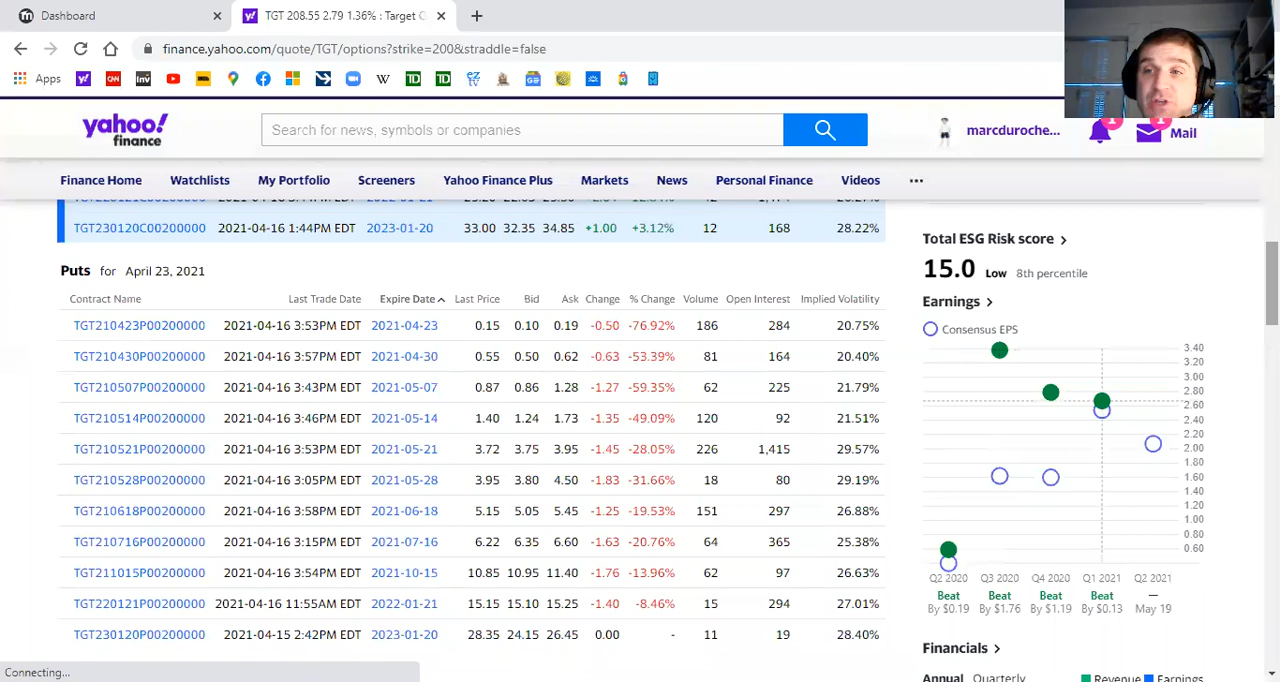 Dashboard
TGT 208.55 2.79 1.36% : Target C
finance.yahoo.com/quote/TGT/options?strike=200&straddle=false
Apps
yahoo!
finance
Search for news, symbols or companies
marcduroche...
1
1
Mail
Finance Home Watchlists My Portfolio Screeners Yahoo Finance Plus Markets News Personal Finance Videos ...
TGT230120C00200000 2021-04-16 1:44PM EDT 2023-01-20 33.00 32.35 34.85 +1.00 +3.12% 12 168 28.22%
Puts for April 23, 2021
Contract Name Last Trade Date Expire Date Last Price Bid Ask Change % Change Volume Open Interest Implied Volatility
TGT210423P00200000 2021-04-16 3:53PM EDT 2021-04-23 0.15 0.10 0.19 -0.50 -76.92% 186 284 20.75%
TGT210430P00200000 2021-04-16 3:57PM EDT 2021-04-30 0.55 0.50 0.62 -0.63 -53.39% 81 164 20.40%
TGT210507P00200000 2021-04-16 3:43PM EDT 2021-05-07 0.87 0.86 1.28 -1.27 -59.35% 62 225 21.79%
TGT210514P00200000 2021-04-16 3:46PM EDT 2021-05-14 1.40 1.24 1.73 -1.35 -49.09% 120 92 21.51%
TGT210521P00200000 2021-04-16 3:59PM EDT 2021-05-21 3.72 3.75 3.95 -1.45 -28.05% 226 1,415 29.57%
TGT210528P00200000 2021-04-16 3:05PM EDT 2021-05-28 3.95 3.80 4.50 -1.83 -31.66% 18 80 29.19%
TGT210618P00200000 2021-04-16 3:58PM EDT 2021-06-18 5.15 5.05 5.45 -1.25 -19.53% 151 297 26.88%
TGT210716P00200000 2021-04-16 3:15PM EDT 2021-07-16 6.22 6.35 6.60 -1.63 -20.76% 64 365 25.38%
TGT211015P00200000 2021-04-16 3:54PM EDT 2021-10-15 10.85 10.95 11.40 -1.76 -13.96% 62 97 26.63%
TGT220121P00200000 2021-04-16 11:55AM EDT 2022-01-21 15.15 15.10 15.25 -1.40 -8.46% 15 294 27.01%
TGT230120P00200000 2021-04-15 2:42PM EDT 2023-01-20 28.35 24.15 26.45 0.00 - 11 19 28.40%
Connecting...
Total ESG Risk score
15.0 Low 8th percentile
Earnings
Consensus EPS
3.40
3.20
3.00
2.80
2.60
2.40
2.20
2.00
1.80
1.60
1.40
1.20
1.00
0.80
0.60
Q2 2020 Q3 2020 Q4 2020 Q1 2021 Q2 2021
Beat Beat Beat Beat —
By $0.19 By $1.76 By $1.19 By $0.13 May 19
Financials
Annual Quarterly Revenue Earnings